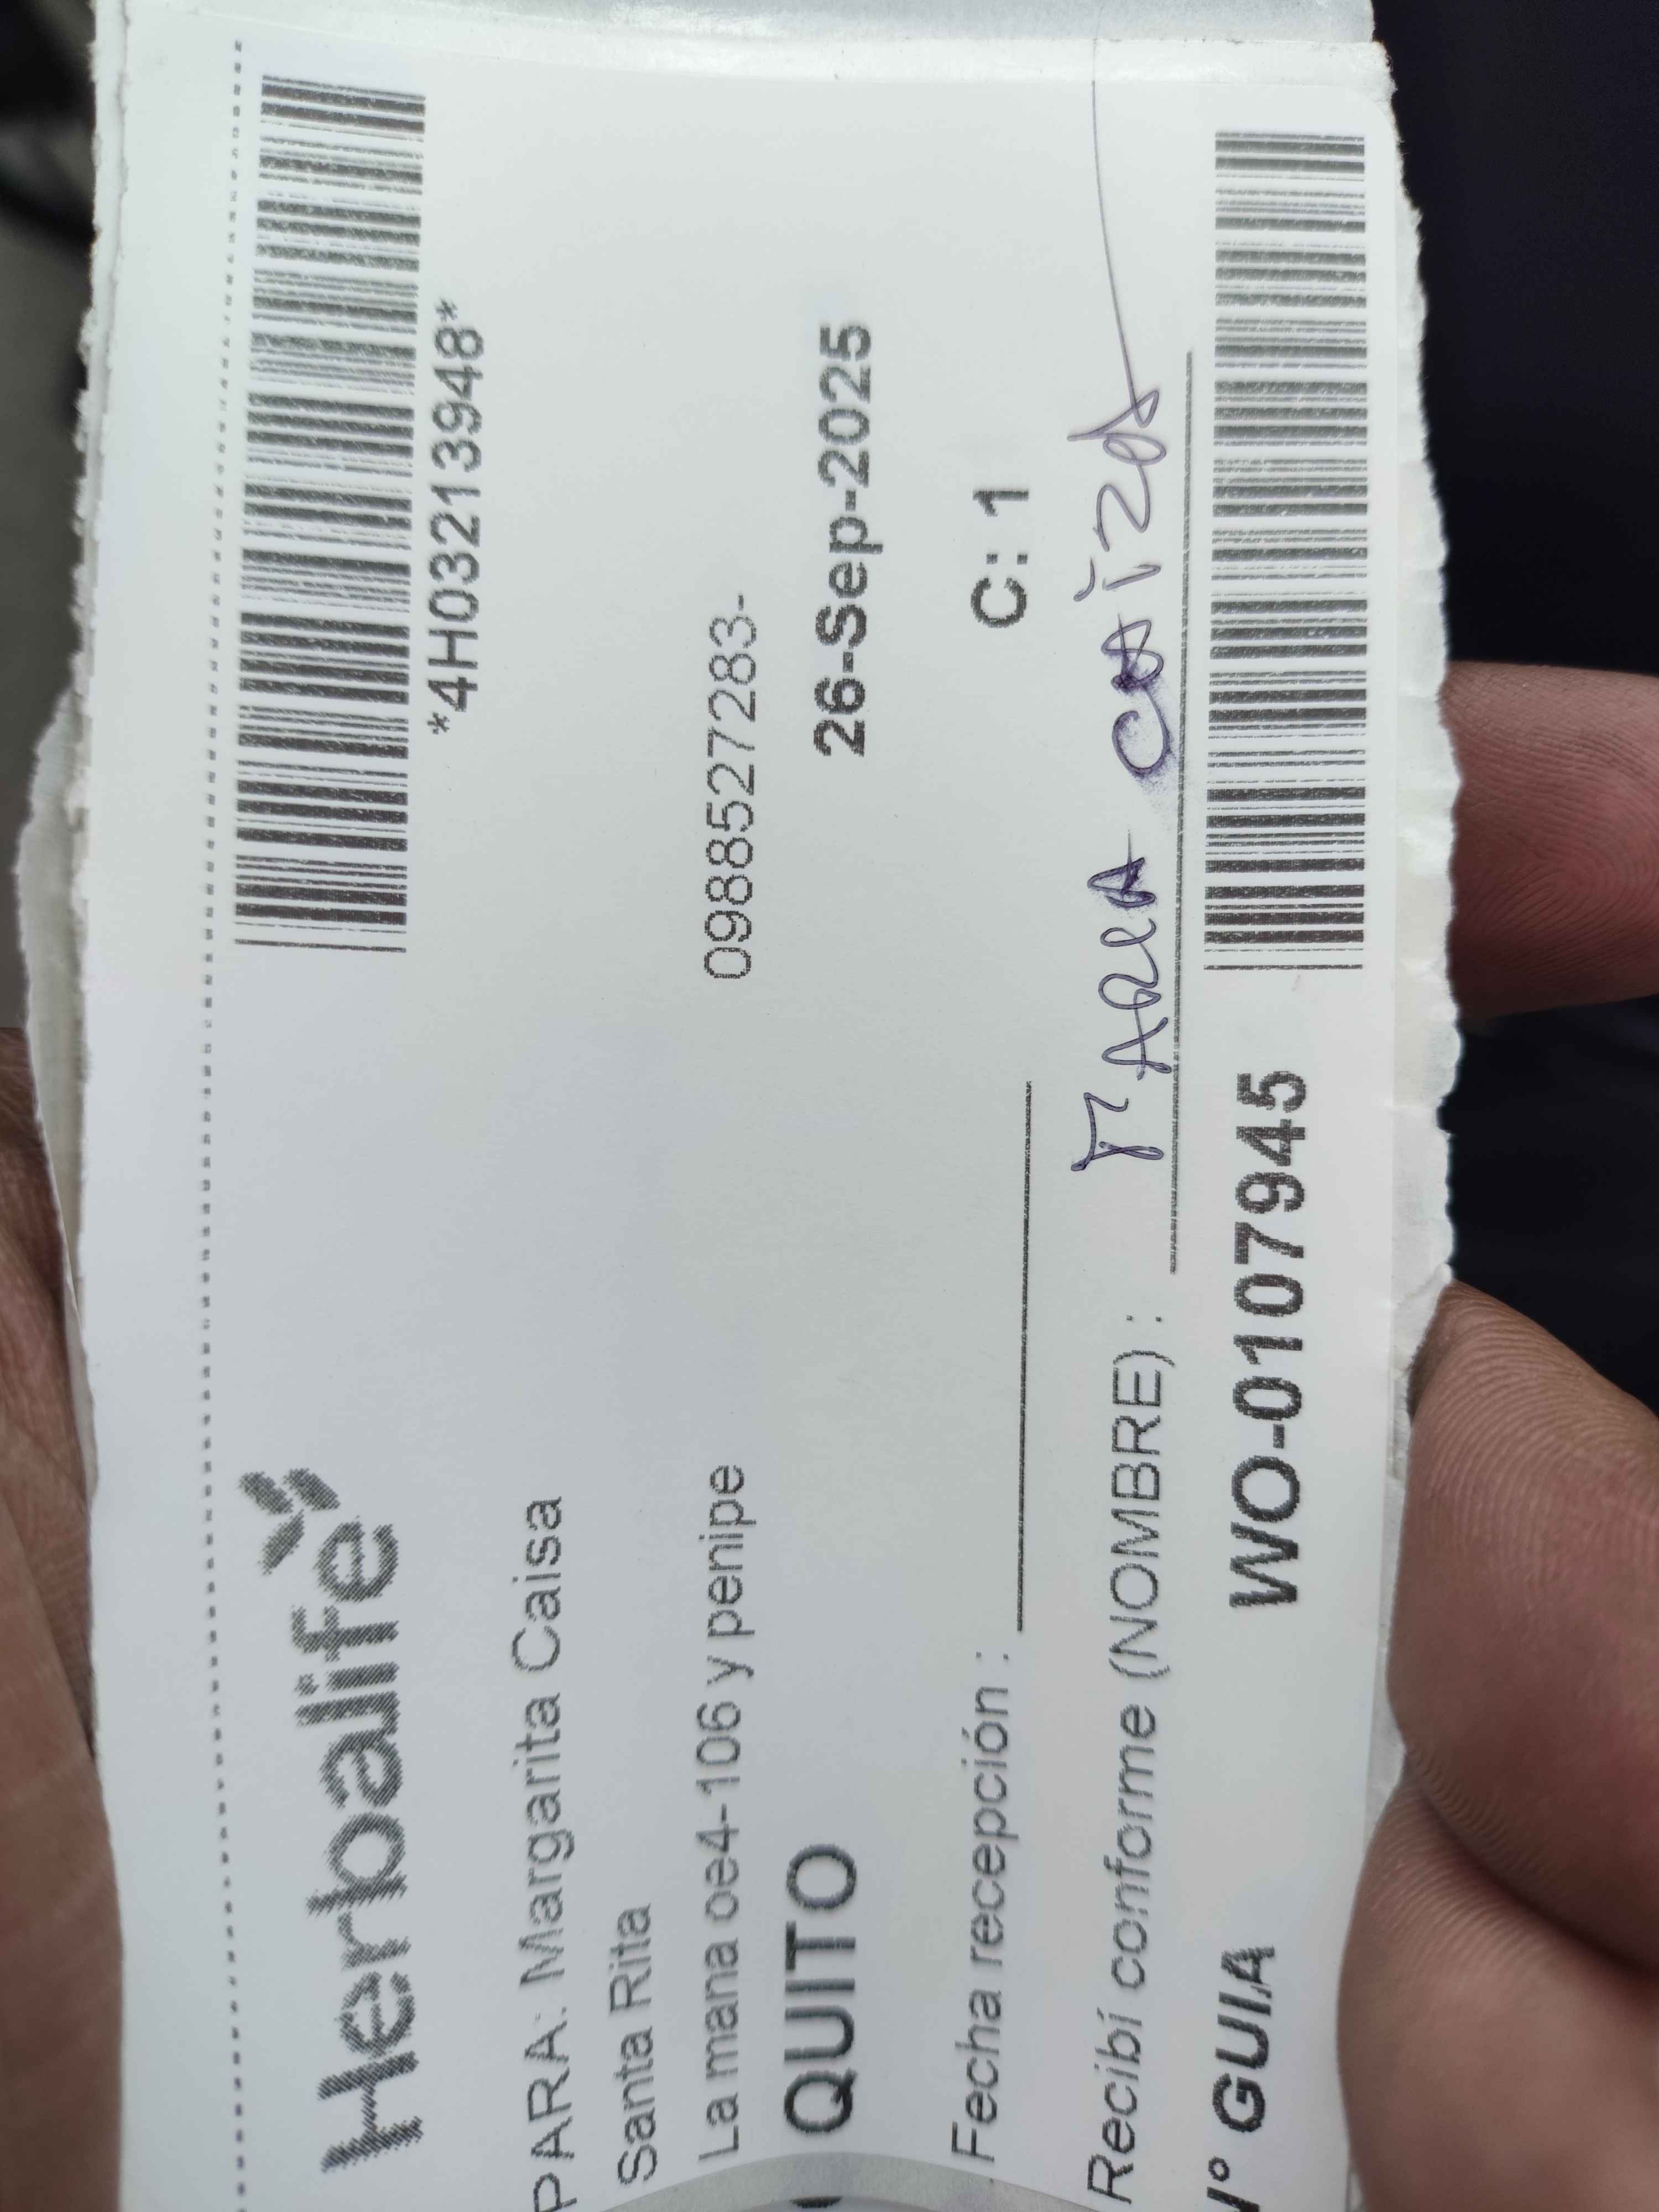 Herbalife
*4H03213948*
PARA: Margarita Caisa
Santa Rita
La mana oe4-106 y penipe 0988527283-
QUITO 26-Sep-2025
Fecha recepción :
C: 1
Recibí conforme (NOMBRE) :
N° GUIA WO-0107945